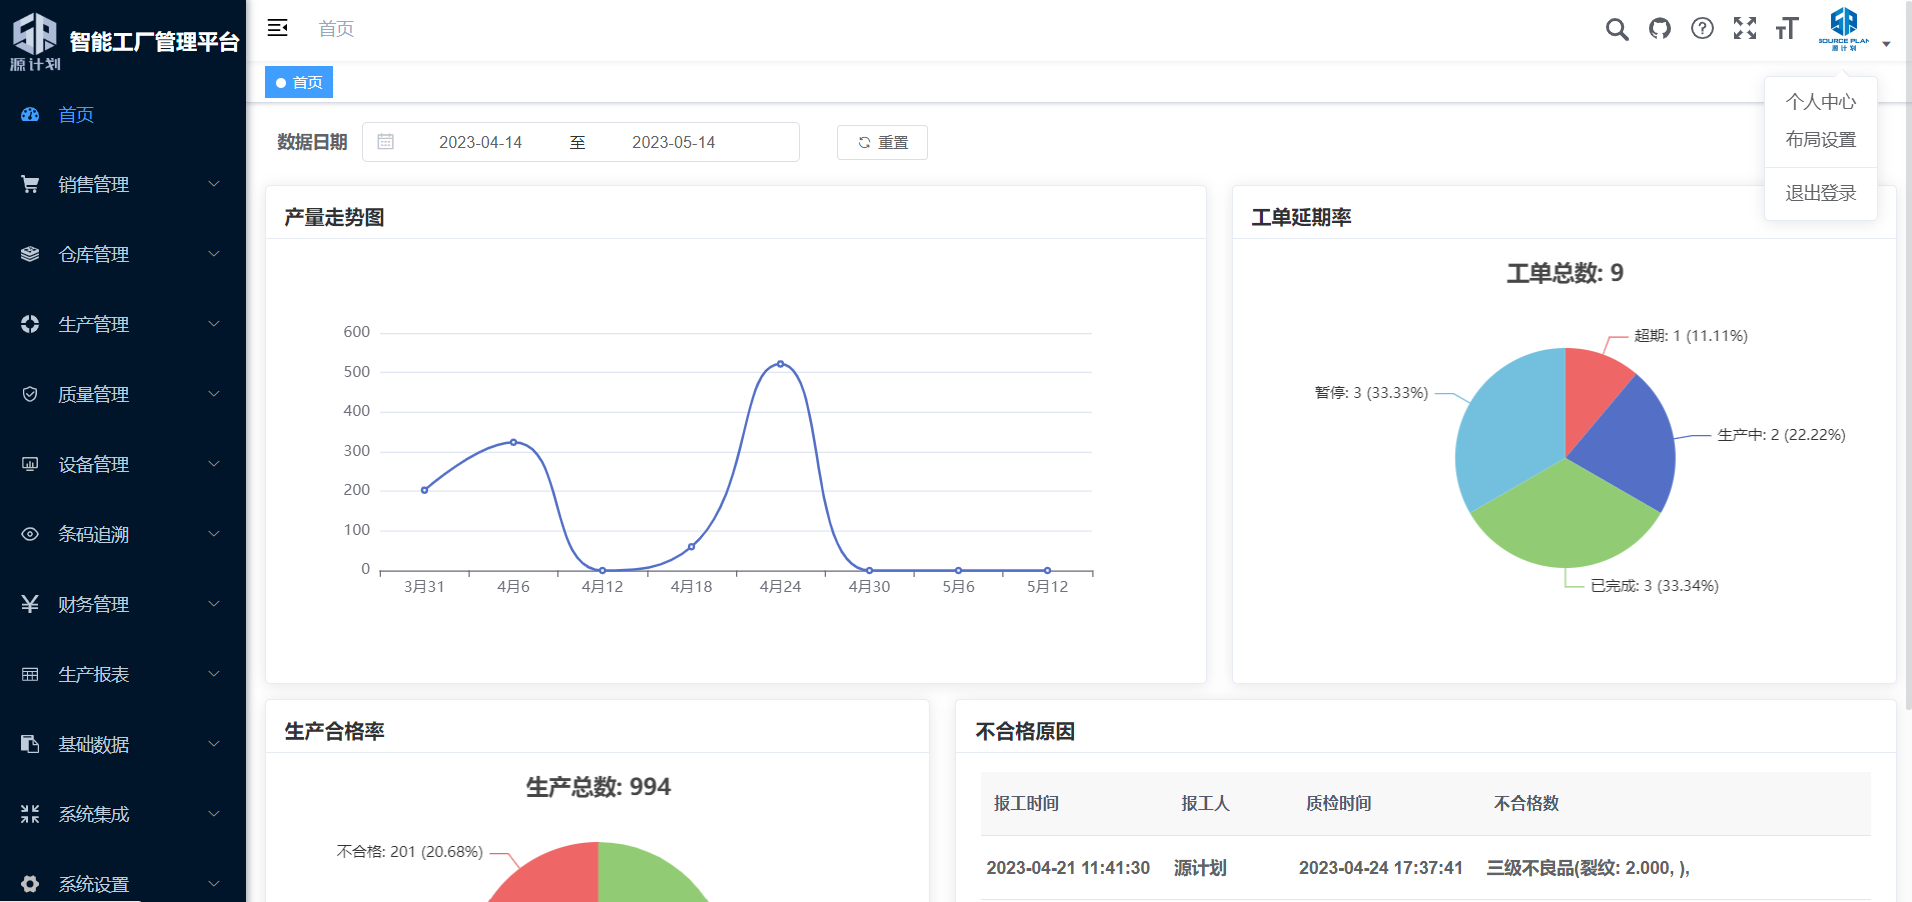 智能工厂管理平台
源计划
首页
销售管理
仓库管理
生产管理
质量管理
设备管理
条码追溯
财务管理
生产报表
基础数据
系统集成
系统设置
首页
SOURCE PLAN
源计划
首页
个人中心
布局设置
退出登录
数据日期 2023-04-14 至 2023-05-14 重置
产量走势图
600
500
400
300
200
100
0
3月31 4月6 4月12 4月18 4月24 4月30 5月6 5月12
工单延期率
工单总数: 9
超期: 1 (11.11%)
暂停: 3 (33.33%)
生产中: 2 (22.22%)
已完成: 3 (33.34%)
生产合格率
生产总数: 994
不合格: 201 (20.68%)
不合格原因
报工时间 报工人 质检时间 不合格数
2023-04-21 11:41:30 源计划 2023-04-24 17:37:41 三级不良品(裂纹: 2.000, ),